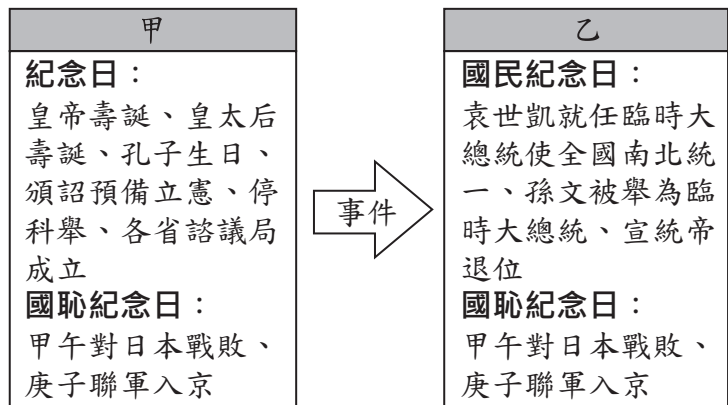 甲
紀念日：
皇帝壽誕、皇太后
壽誕、孔子生日、
頒詔預備立憲、停
科舉、各省諮議局
成立
國恥紀念日：
甲午對日本戰敗、
庚子聯軍入京
事件
乙
國民紀念日：
袁世凱就任臨時大
總統使全國南北統
一、孫文被舉為臨
時大總統、宣統帝
退位
國恥紀念日：
甲午對日本戰敗、
庚子聯軍入京